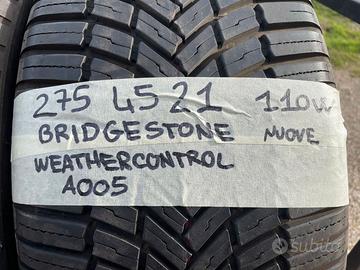 275 45 21 110W
BRIDGESTONE NUOVE
WEATHERCONTROL
A005
subito